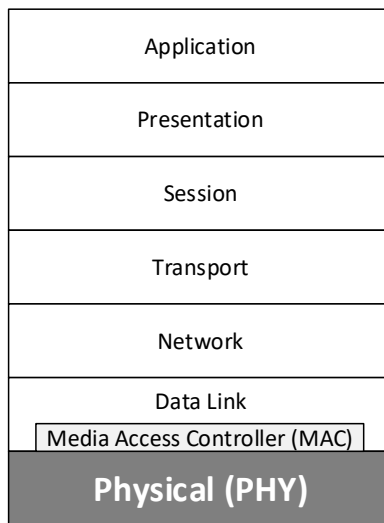 Application
Presentation
Session
Transport
Network
Data Link
Media Access Controller (MAC)
Physical (PHY)